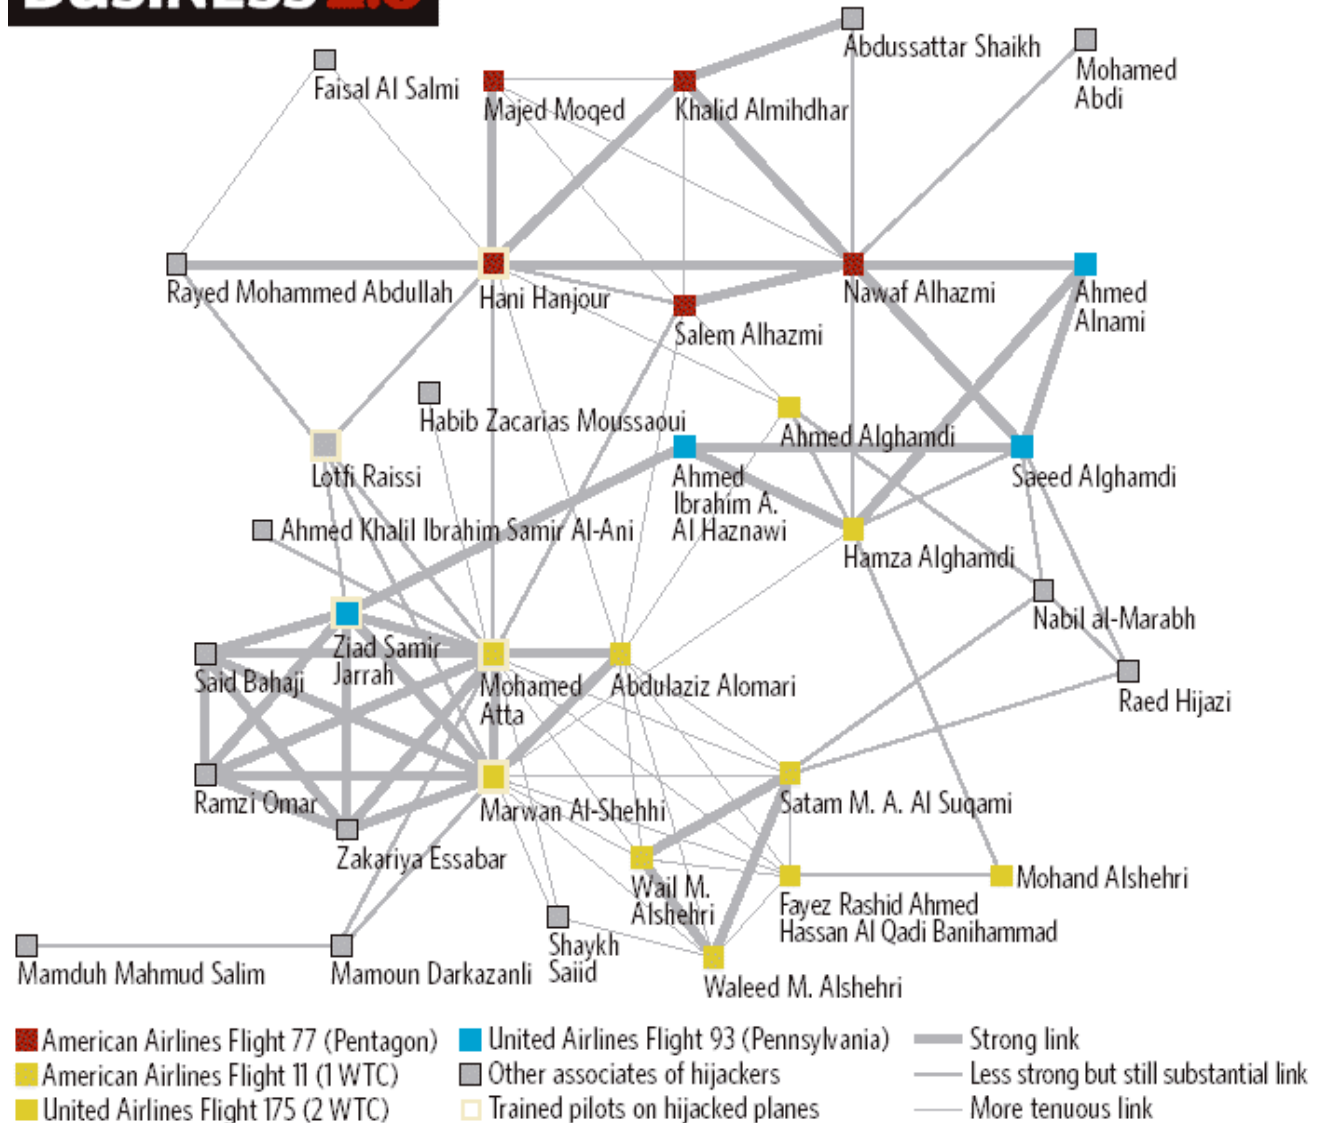 BUSINESS 2.0
Abdussattar Shaikh
Mohamed
Abdi
Faisal Al Salmi
Majed Moqed
Khalid Almihdhar
Rayed Mohammed Abdullah
Hani Hanjour
Nawaf Alhazmi
Ahmed
Alnami
Salem Alhazmi
Habib Zacarias Moussaoui
Ahmed Alghamdi
Lotfi Raissi
Ahmed
Ibrahim A.
Al Haznawi
Saeed Alghamdi
Ahmed Khalil Ibrahim Samir Al-Ani
Hamza Alghamdi
Nabil al-Marabh
Said Bahaji
Ziad Samir
Jarrah
Mohamed
Atta
Abdulaziz Alomari
Raed Hijazi
Ramzi Omar
Marwan Al-Shehhi
Satam M. A. Al Suqami
Zakariya Essabar
Wail M.
Alshehri
Fayez Rashid Ahmed
Hassan Al Qadi Banihammad
Mohand Alshehri
Mamduh Mahmud Salim
Mamoun Darkazanli
Shaykh
Saiid
Waleed M. Alshehri
American Airlines Flight 77 (Pentagon)
American Airlines Flight 11 (1 WTC)
United Airlines Flight 175 (2 WTC)
United Airlines Flight 93 (Pennsylvania)
Other associates of hijackers
Trained pilots on hijacked planes
Strong link
Less strong but still substantial link
More tenuous link